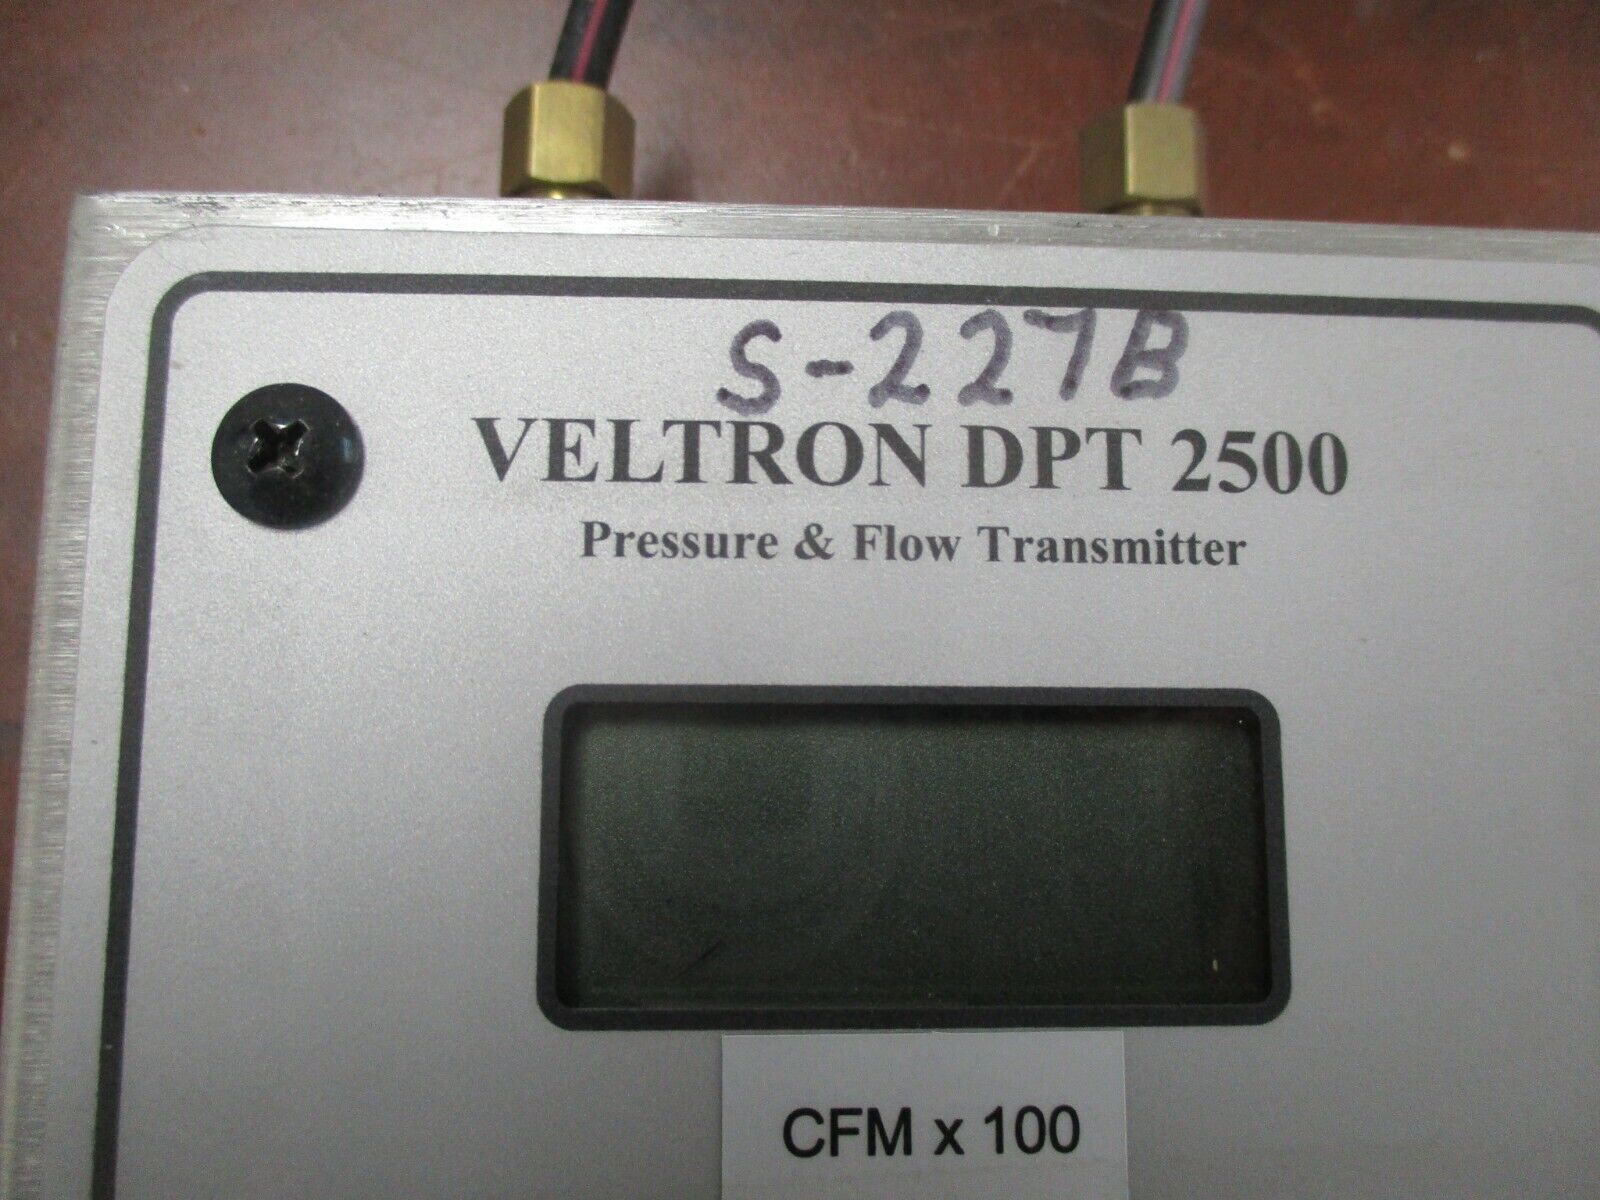 S-227B
VELTRON DPT 2500
Pressure & Flow Transmitter
CFM x 100